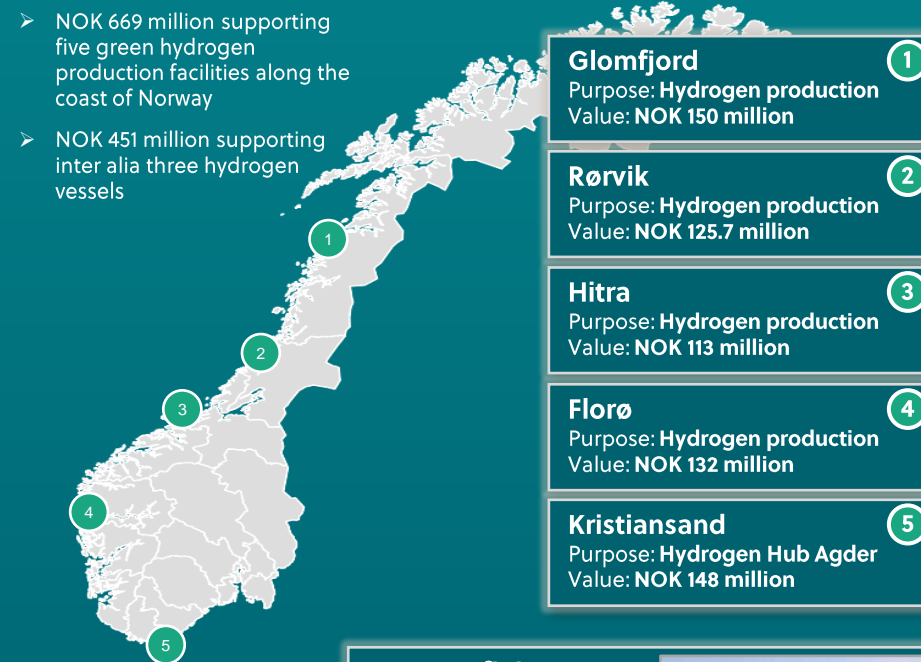 ➢ NOK 669 million supporting
five green hydrogen
production facilities along the
coast of Norway
➢ NOK 451 million supporting
inter alia three hydrogen
vessels
1
2
3
4
5
Glomfjord 1
Purpose: Hydrogen production
Value: NOK 150 million
Rørvik 2
Purpose: Hydrogen production
Value: NOK 125.7 million
Hitra 3
Purpose: Hydrogen production
Value: NOK 113 million
Florø 4
Purpose: Hydrogen production
Value: NOK 132 million
Kristiansand 5
Purpose: Hydrogen Hub Agder
Value: NOK 148 million